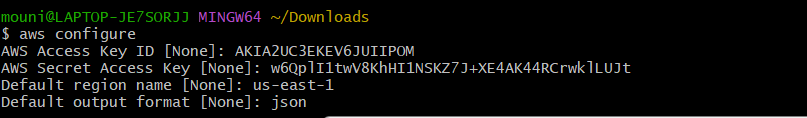 mouni@LAPTOP-JE7SORJJ MINGW64 ~/Downloads
$ aws configure
AWS Access Key ID [None]: AKIA2UC3EKEV6JUIIPOM
AWS Secret Access Key [None]: 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
Default region name [None]: us-east-1
Default output format [None]: json